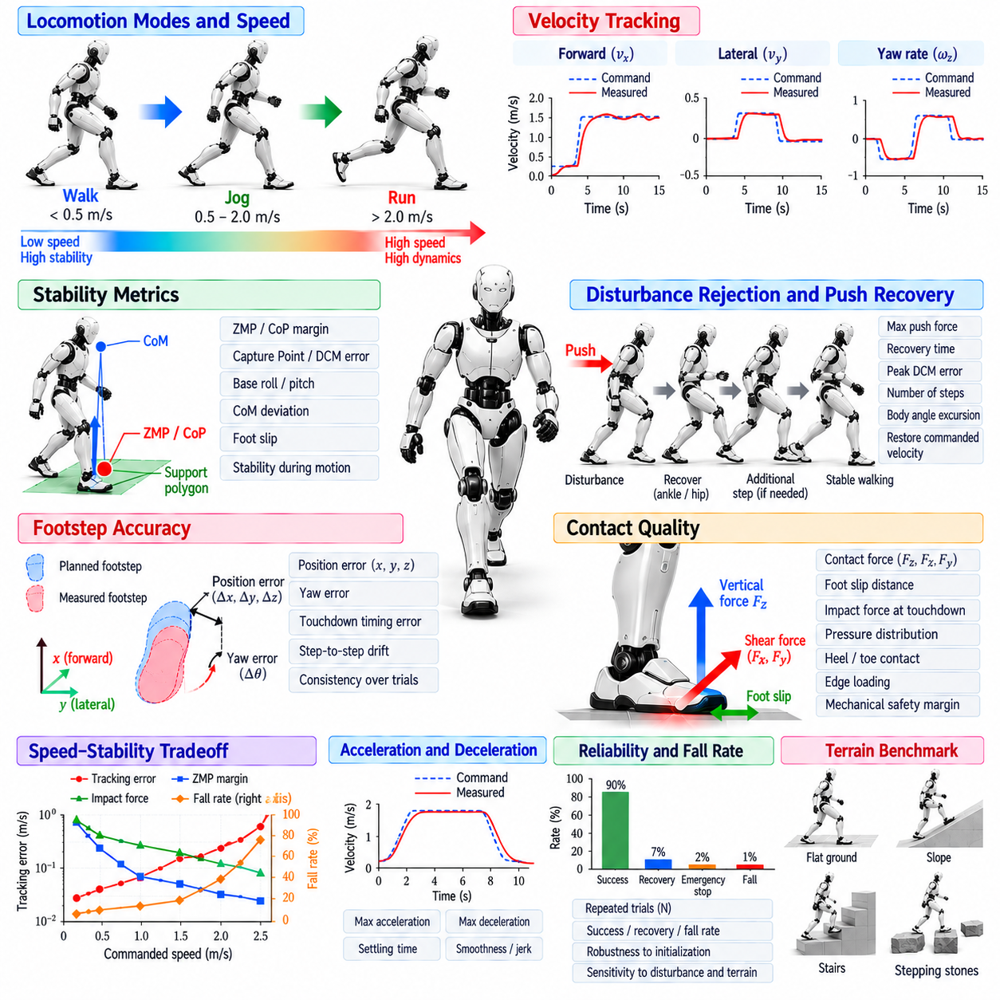 Locomotion Modes and Speed
Walk
< 0.5 m/s
Jog
0.5 – 2.0 m/s
Run
> 2.0 m/s
Low speed
High stability
High speed
High dynamics
Velocity Tracking
Forward (vₓ)
Command
Measured
Velocity (m/s)
2.0
1.5
1.0
0.5
0.0
0 5 10 15
Time (s)
Lateral (v_y)
Command
Measured
0.5
0
−0.5
0 5 10 15
Time (s)
Yaw rate (ω_z)
Command
Measured
1
0
−1
0 5 10 15
Time (s)
Stability Metrics
CoM
ZMP / CoP
Support
polygon
ZMP / CoP margin
Capture Point / DCM error
Base roll / pitch
CoM deviation
Foot slip
Stability during motion
Disturbance Rejection and Push Recovery
Push
Disturbance
Recover
(ankle / hip)
Additional
step (if needed)
Stable walking
Max push force
Recovery time
Peak DCM error
Number of steps
Body angle excursion
Restore commanded
velocity
Footstep Accuracy
Planned footstep
Measured footstep
x (forward)
y (lateral)
Position error
(Δx, Δy, Δz)
Yaw error
(Δθ)
Position error (x, y, z)
Yaw error
Touchdown timing error
Step-to-step drift
Consistency over trials
Contact Quality
Vertical
force F_z
Shear force
(Fₓ, F_y)
Foot slip
Contact force (F_z, Fₓ, F_y)
Foot slip distance
Impact force at touchdown
Pressure distribution
Heel / toe contact
Edge loading
Mechanical safety margin
Speed–Stability Tradeoff
Tracking error
ZMP margin
Impact force
Fall rate (right
Tracking error (m/s)
10⁰
10⁻¹
10⁻²
0 0.5 1.0 1.5 2.0 2.5
Commanded speed (m/s)
100
80
60
40
20
0
Fall rate (%)
Acceleration and Deceleration
Command
Measured
Velocity (m/s)
2
1
0
0 2 4 6 8 10
Time (s)
Max acceleration
Max deceleration
Settling time
Smoothness / jerk
Reliability and Fall Rate
Rate (%)
100
80
60
40
20
0
90%
7%
2%
1%
Success
Recovery
Emergency
stop
Fall
Repeated trials (N)
Success / recovery / fall rate
Robustness to initialization
Sensitivity to disturbance and terrain
Terrain Benchmark
Flat ground
Slope
Stairs
Stepping stones